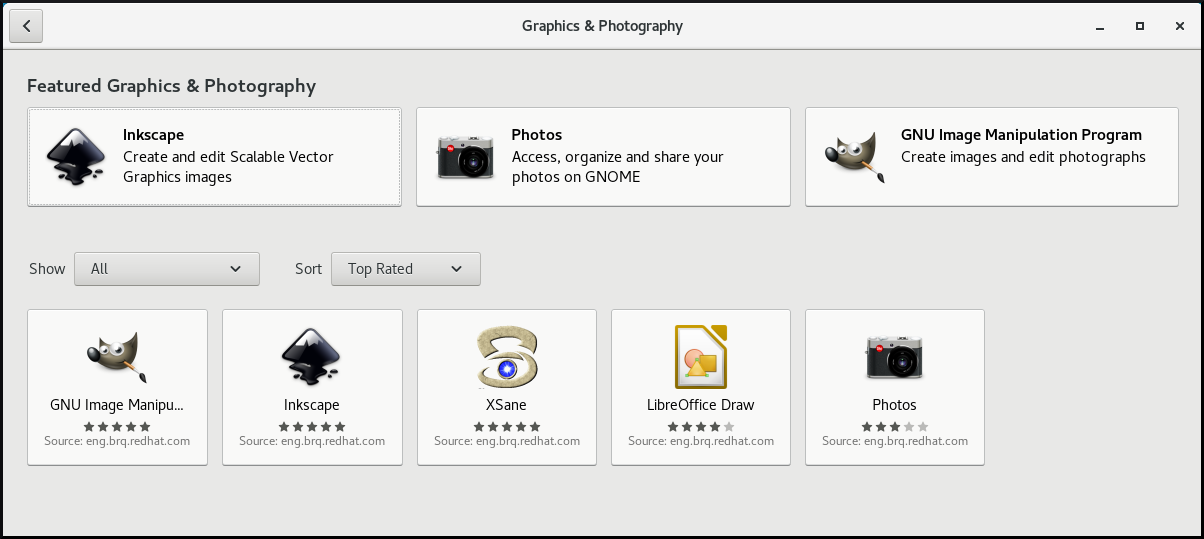 Graphics & Photography
Featured Graphics & Photography
Inkscape
Create and edit Scalable Vector
Graphics images
Photos
Access, organize and share your
photos on GNOME
GNU Image Manipulation Program
Create images and edit photographs
Show All Sort Top Rated
GNU Image Manipu...
Source: eng.brq.redhat.com
Inkscape
Source: eng.brq.redhat.com
XSane
Source: eng.brq.redhat.com
LibreOffice Draw
Source: eng.brq.redhat.com
Photos
Source: eng.brq.redhat.com